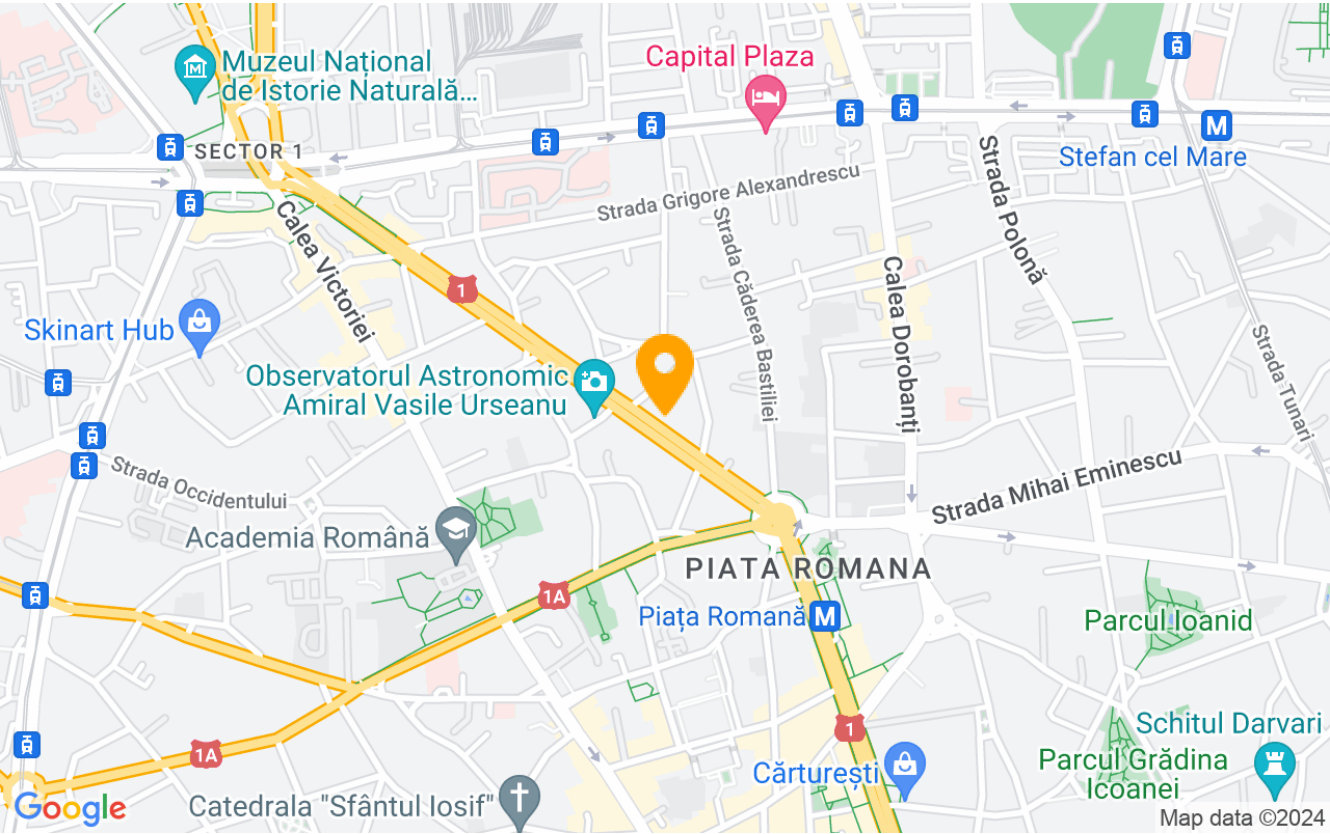 Muzeul Național
de Istorie Naturală...
Capital Plaza
M
SECTOR 1
Stefan cel Mare
Strada Grigore Alexandrescu
Strada Polonă
Calea Victoriei
Strada Căderea Bastiliei
Calea Dorobanți
1
Skinart Hub
Strada Tunari
Observatorul Astronomic
Amiral Vasile Urseanu
Strada Occidentului
Strada Mihai Eminescu
Academia Română
PIATA ROMANA
1A
Piața Romană
M
Parcul Ioanid
1
Schitul Darvari
1A
Cărturești
Parcul Grădina
Icoanei
Google
Catedrala "Sfântul Iosif"
Map data ©2024